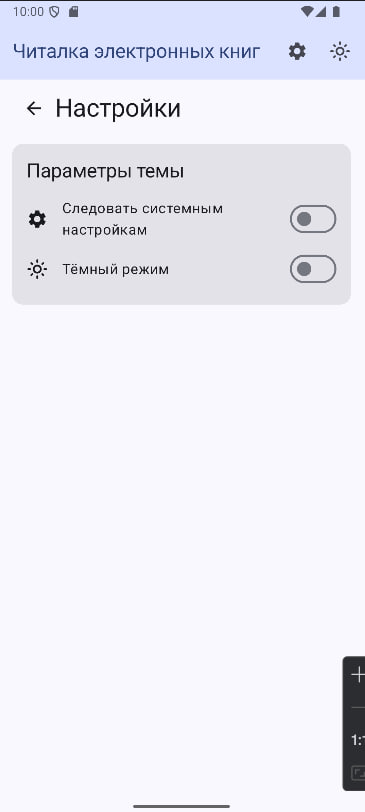 10:00
Читалка электронных книг
Настройки
Параметры темы
Следовать системным
настройкам
Тёмный режим